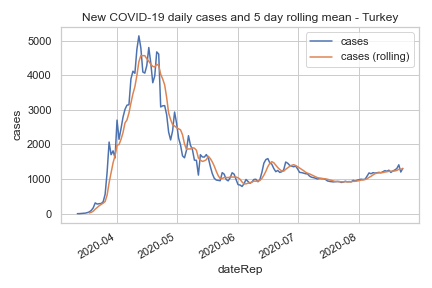 New COVID-19 daily cases and 5 day rolling mean - Turkey
cases
cases (rolling)
5000
4000
3000
2000
1000
0
cases
2020-04
2020-05
2020-06
2020-07
2020-08
dateRep